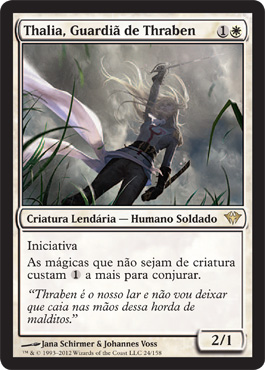 Thalia, Guardiã de Thraben 1
Criatura Lendária — Humano Soldado
Iniciativa
As mágicas que não sejam de criatura
custam 1 a mais para conjurar.
“Thraben é o nosso lar e não vou deixar
que caia nas mãos dessa horda de
malditos.”
Jana Schirmer & Johannes Voss
™ & © 1993-2012 Wizards of the Coast LLC 24/158
2/1